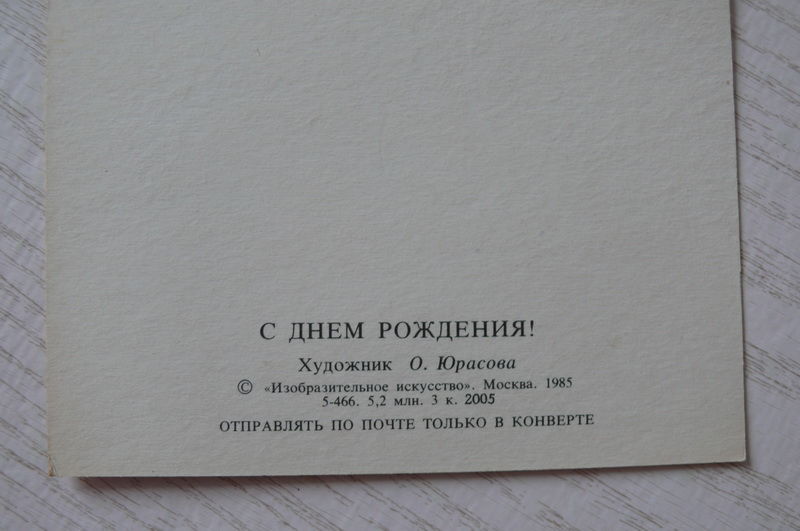 С ДНЕМ РОЖДЕНИЯ!
Художник О. Юрасова
© «Изобразительное искусство». Москва. 1985
5-466. 5,2 млн. 3 к. 2005
ОТПРАВЛЯТЬ ПО ПОЧТЕ ТОЛЬКО В КОНВЕРТЕ